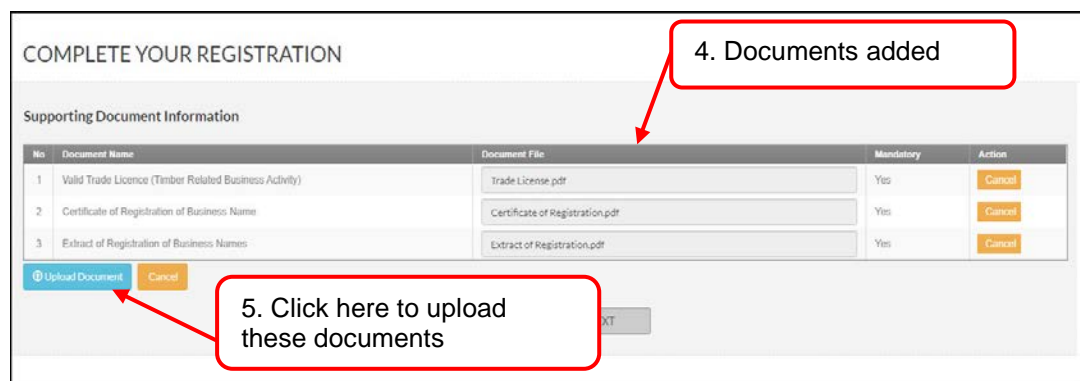 COMPLETE YOUR REGISTRATION
4. Documents added
Supporting Document Information
No Document Name Document File Mandatory Action
1 Valid Trade Licence (Timber Related Business Activity) Trade License.pdf Yes Cancel
2 Certificate of Registration of Business Name Certificate of Registration.pdf Yes Cancel
3 Extract of Registration of Business Names Extract of Registration.pdf Yes Cancel
Upload Document Cancel
5. Click here to upload
these documents
XT